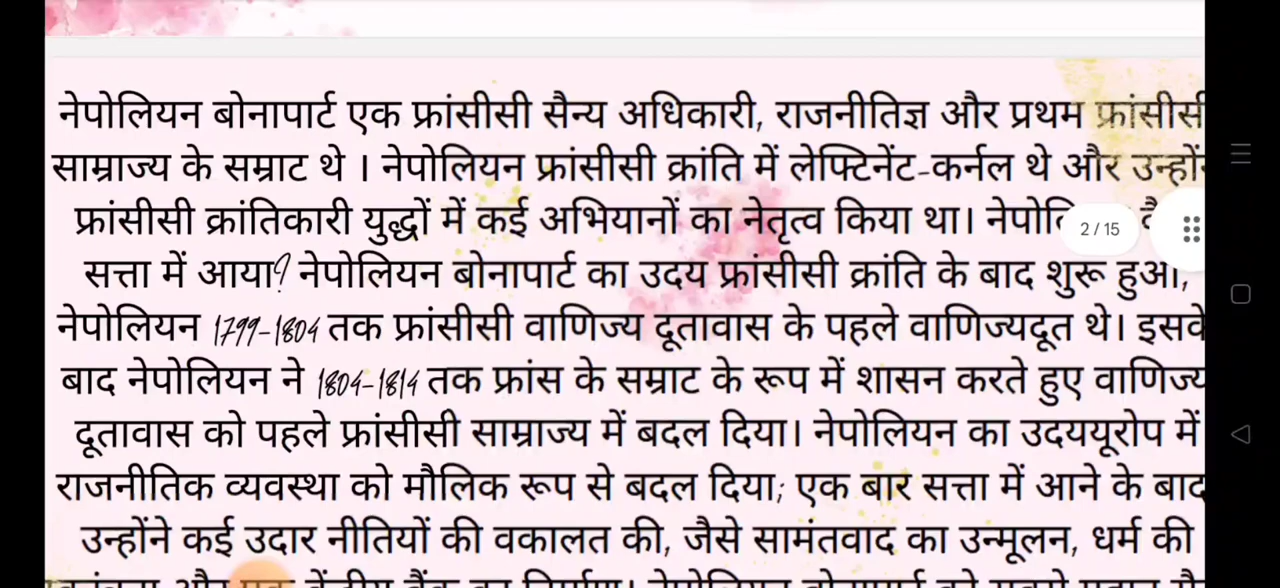 नेपोलियन बोनापार्ट एक फ्रांसीसी सैन्य अधिकारी, राजनीतिज्ञ और प्रथम फ्रांसीसी
साम्राज्य के सम्राट थे । नेपोलियन फ्रांसीसी क्रांति में लेफ्टिनेंट-कर्नल थे और
फ्रांसीसी क्रांतिकारी युद्धों में कई अभियानों का नेतृत्व किया था।
2 / 15
सत्ता में आया? नेपोलियन बोनापार्ट का उदय फ्रांसीसी क्रांति के बाद शुरू हुआ,
नेपोलियन 1799-1804 तक फ्रांसीसी वाणिज्य दूतावास के पहले वाणिज्यदूत थे। इसके
बाद नेपोलियन ने 1804-1814 तक फ्रांस के सम्राट के रूप में शासन करते हुए वाणिज्य
दूतावास को पहले फ्रांसीसी साम्राज्य में बदल दिया। नेपोलियन का उदययूरोप में
राजनीतिक व्यवस्था को मौलिक रूप से बदल दिया; एक बार सत्ता में आने के बाद
उन्होंने कई उदार नीतियों की वकालत की, जैसे सामंतवाद का उन्मूलन, धर्म की